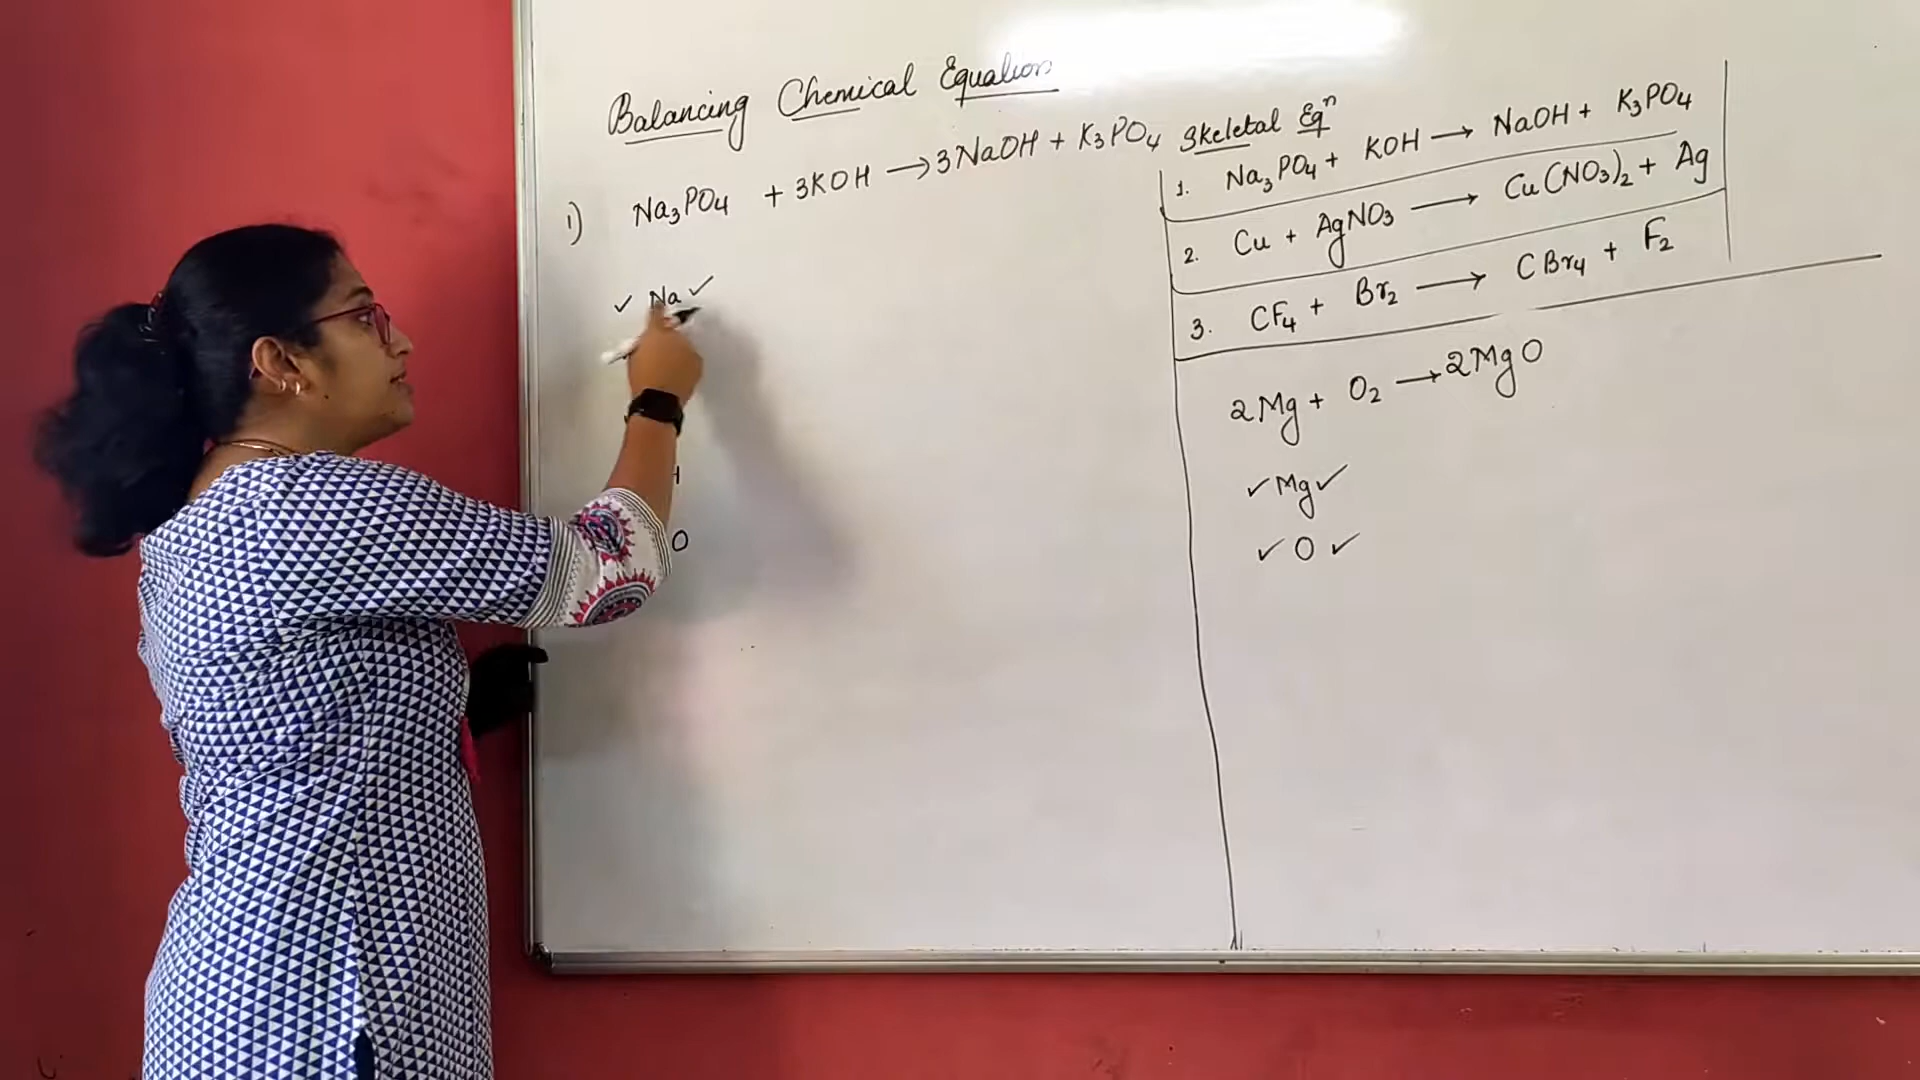 Balancing Chemical Equation
1) Na₃PO₄ + 3KOH → 3NaOH + K₃PO₄
✓ Na ✓
O
Skeletal Eqⁿ
1. Na₃PO₄ + KOH → NaOH + K₃PO₄
2. Cu + AgNO₃ → Cu(NO₃)₂ + Ag
3. CF₄ + Br₂ → CBr₄ + F₂
2Mg + O₂ → 2MgO
✓ Mg ✓
✓ O ✓